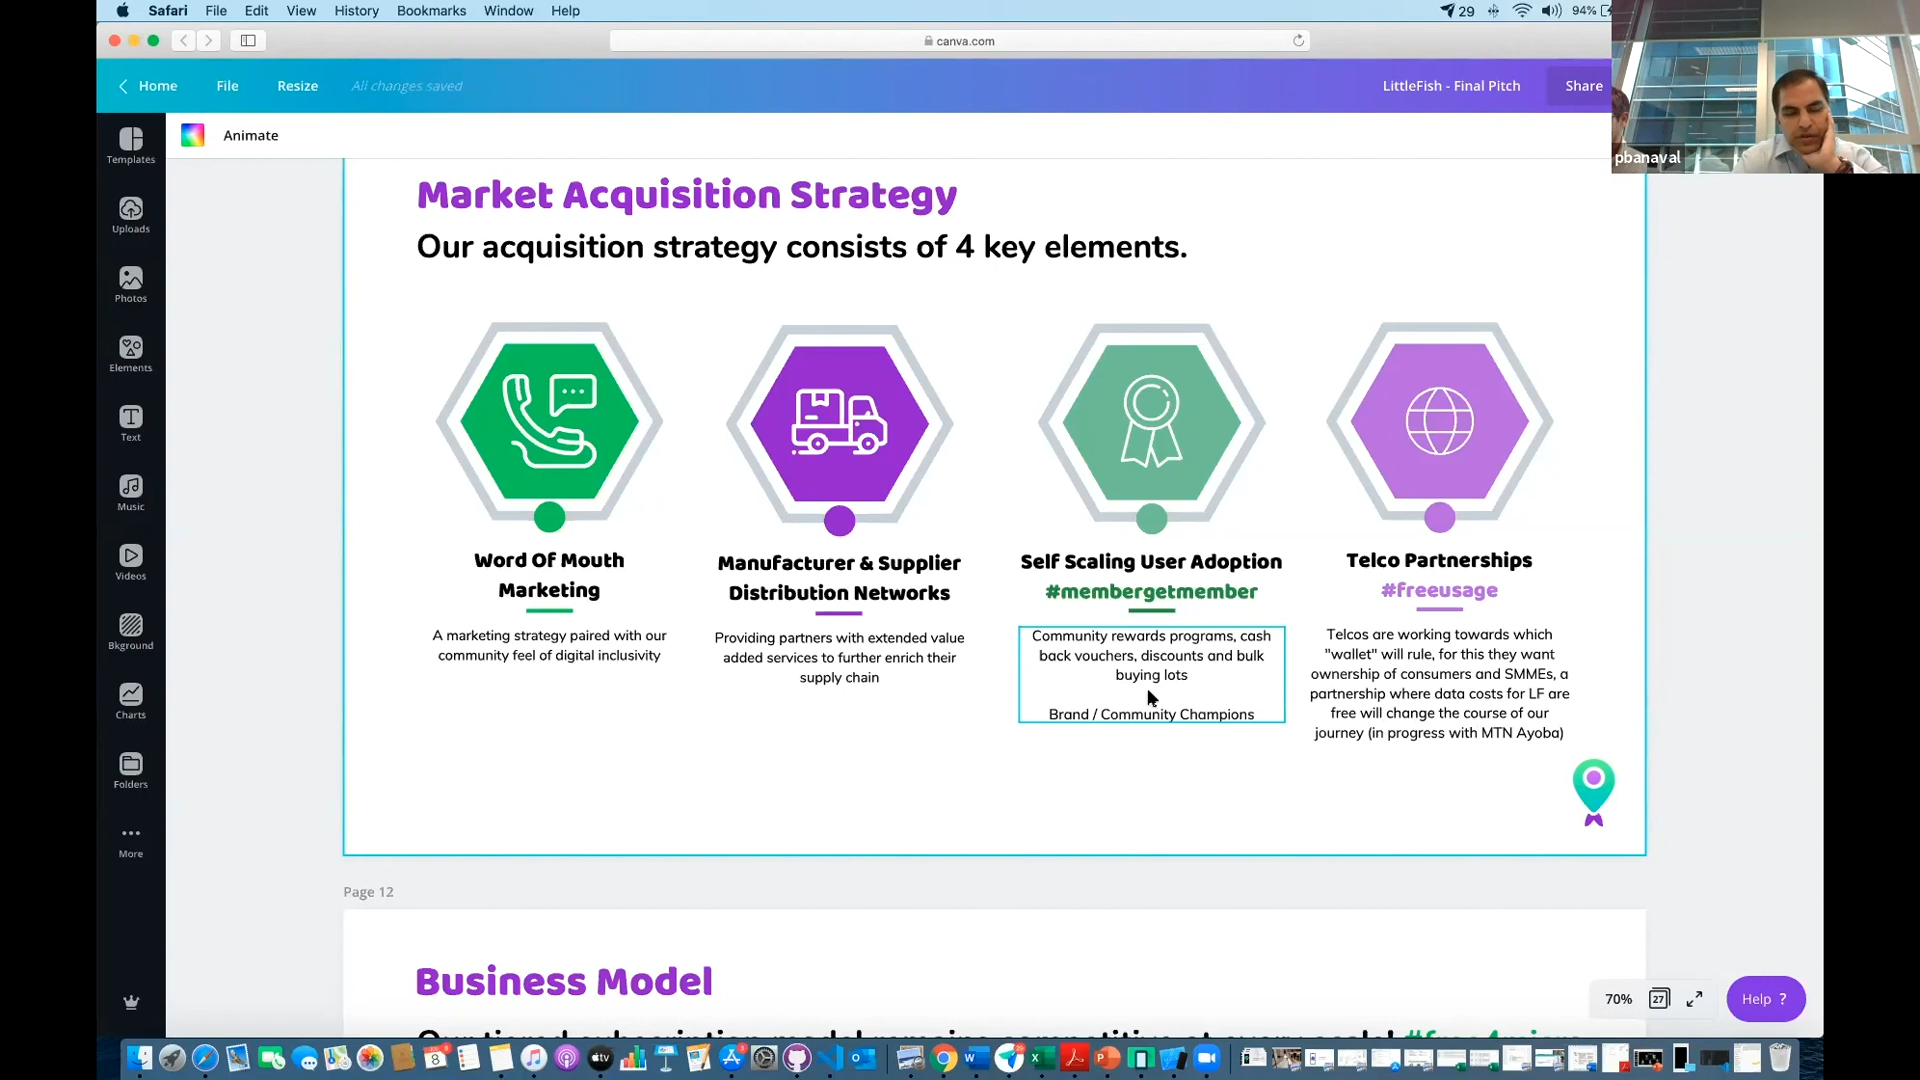 Safari File Edit View History Bookmarks Window Help
29
94%
canva.com
Home File Resize All changes saved
LittleFish - Final Pitch
Share
pbanaval
Animate
Templates
Uploads
Photos
Elements
Text
Music
Videos
Bkground
Charts
Folders
More
Market Acquisition Strategy
Our acquisition strategy consists of 4 key elements.
Word Of Mouth
Marketing
A marketing strategy paired with our
community feel of digital inclusivity
Manufacturer & Supplier
Distribution Networks
Providing partners with extended value
added services to further enrich their
supply chain
Self Scaling User Adoption
#membergetmember
Community rewards programs, cash
back vouchers, discounts and bulk
buying lots
Brand / Community Champions
Telco Partnerships
#freeusage
Telcos are working towards which
"wallet" will rule, for this they want
ownership of consumers and SMMEs, a
partnership where data costs for LF are
free will change the course of our
journey (in progress with MTN Ayoba)
Page 12
Business Model
70%
27
Help ?